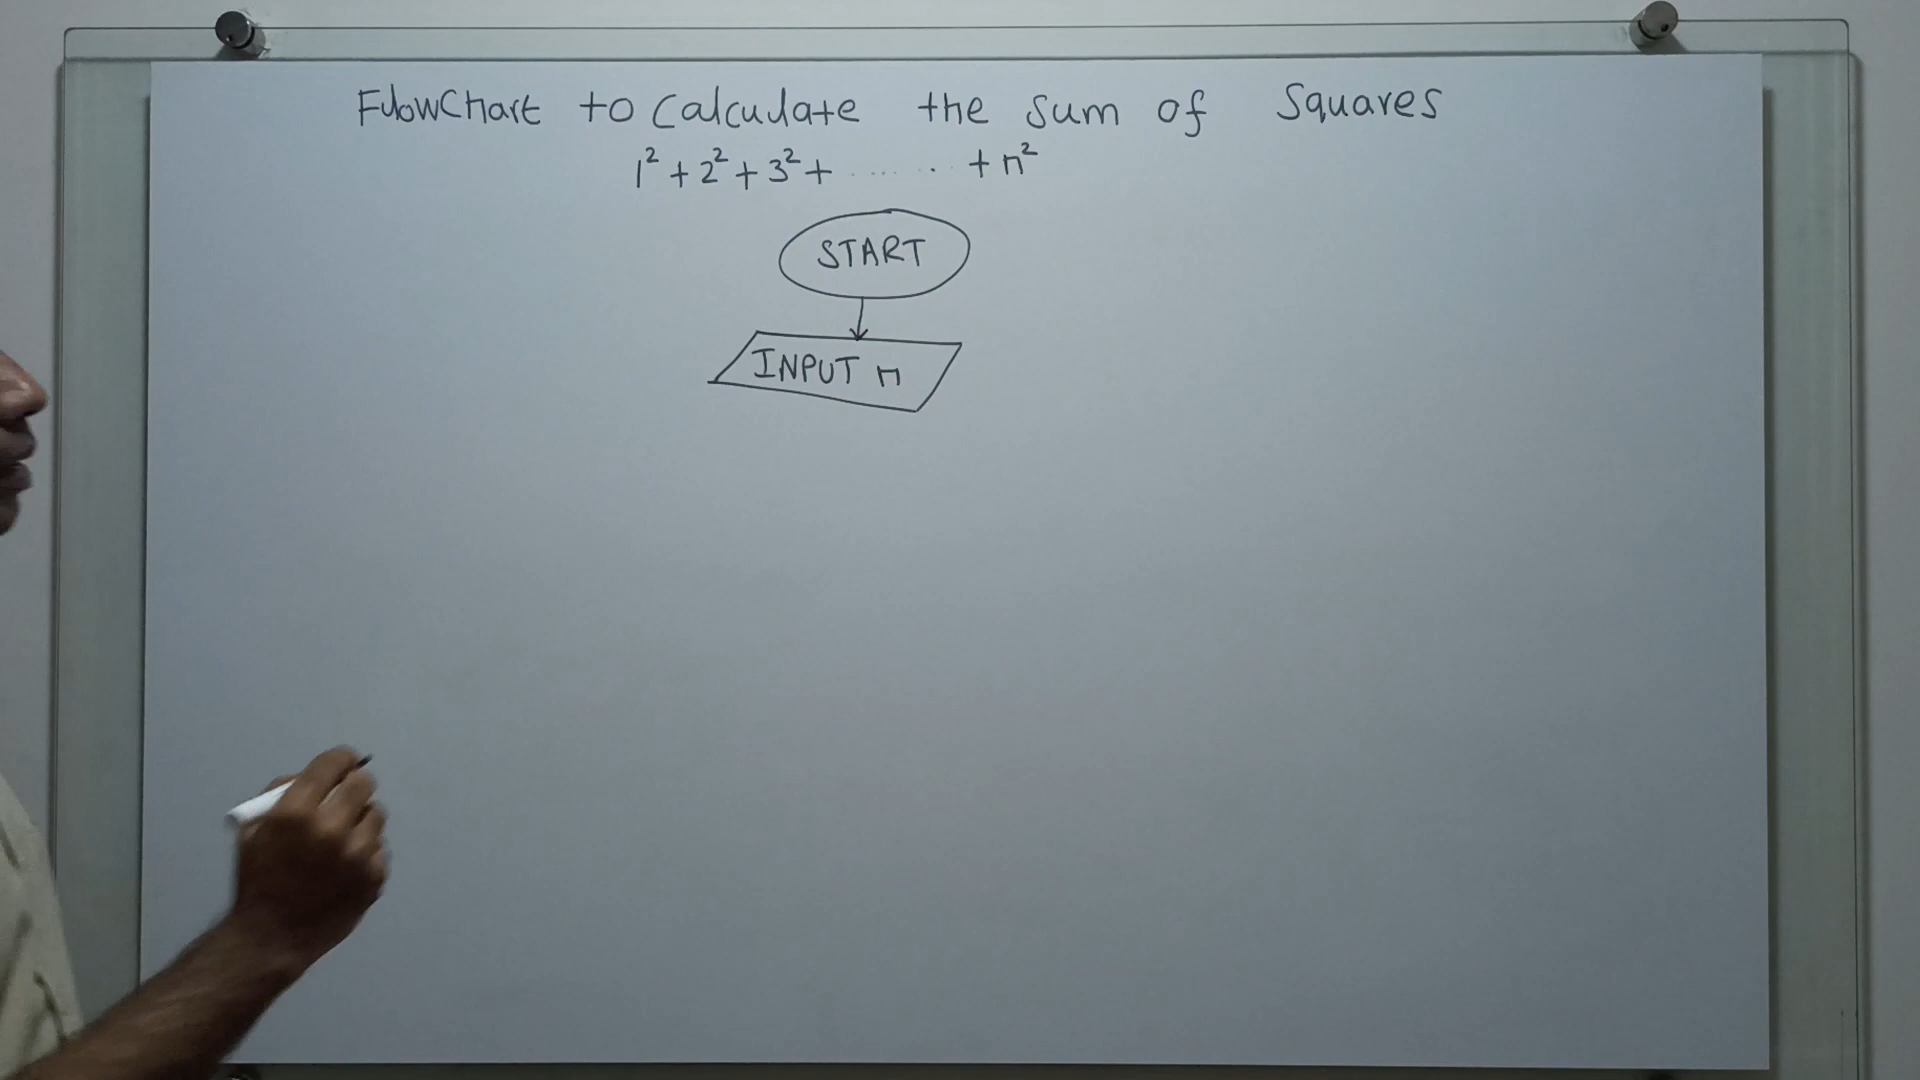 Flowchart to calculate the sum of Squares
1² + 2² + 3² + ........ + n²
START
INPUT n